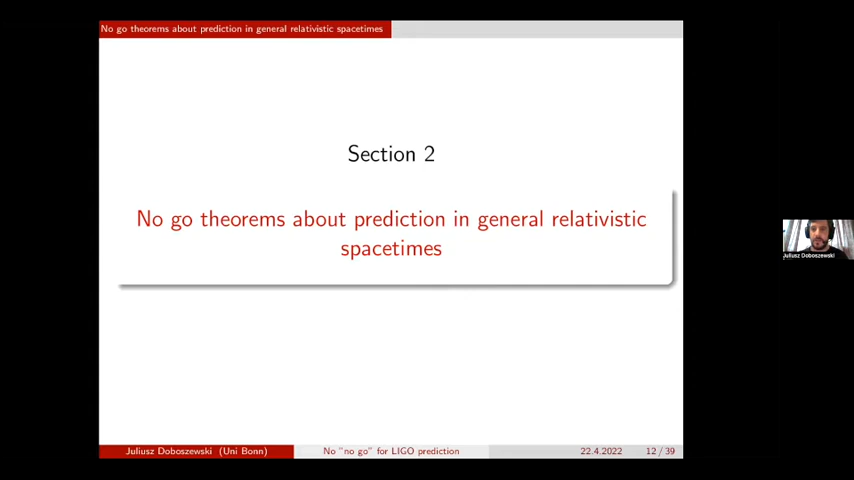 No go theorems about prediction in general relativistic spacetimes
Section 2
No go theorems about prediction in general relativistic
spacetimes
Juliusz Doboszewski
Juliusz Doboszewski (Uni Bonn)
No "no go" for LIGO prediction
22.4.2022
12 / 39